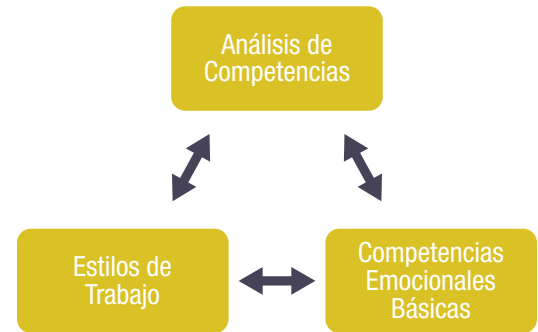 Análisis de
Competencias
Estilos de
Trabajo
Competencias
Emocionales
Básicas